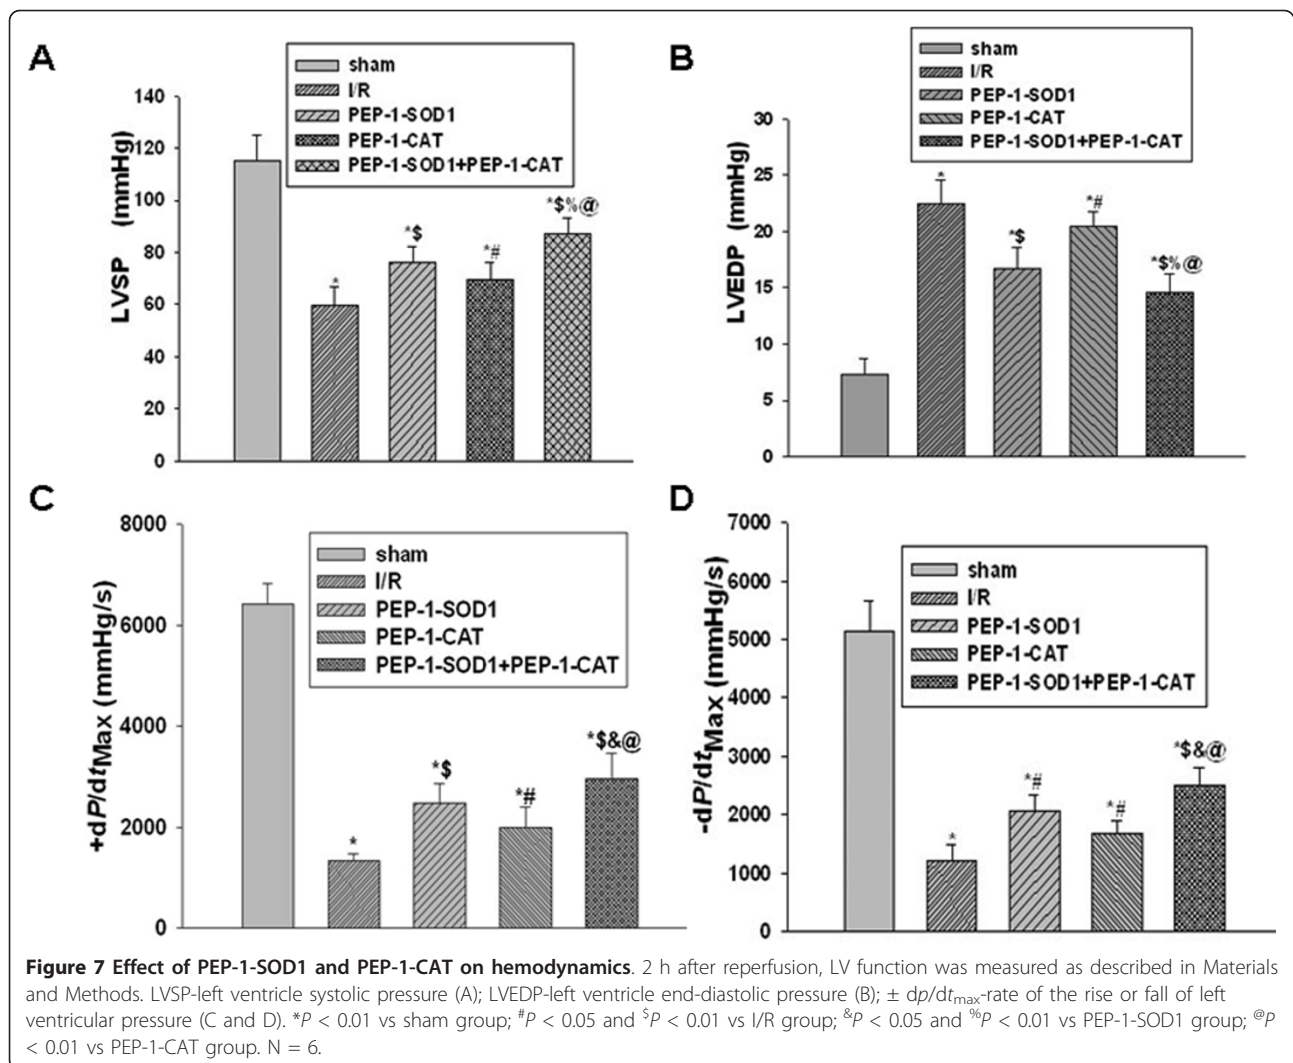 A
sham
I/R
PEP-1-SOD1
PEP-1-CAT
PEP-1-SOD1+PEP-1-CAT
LVSP (mmHg)
140
120
100
80
60
40
20
0
*
*$
*#
*$%@
B
sham
I/R
PEP-1-SOD1
PEP-1-CAT
PEP-1-SOD1+PEP-1-CAT
LVEDP (mmHg)
30
25
20
15
10
5
0
*
*$
*#
*$%@
C
sham
I/R
PEP-1-SOD1
PEP-1-CAT
PEP-1-SOD1+PEP-1-CAT
+dP/dtMax (mmHg/s)
8000
6000
4000
2000
0
*
*$
*#
*$&@
D
sham
I/R
PEP-1-SOD1
PEP-1-CAT
PEP-1-SOD1+PEP-1-CAT
-dP/dtMax (mmHg/s)
7000
6000
5000
4000
3000
2000
1000
0
*
*#
*#
*$&@
Figure 7 Effect of PEP-1-SOD1 and PEP-1-CAT on hemodynamics. 2 h after reperfusion, LV function was measured as described in Materials
and Methods. LVSP-left ventricle systolic pressure (A); LVEDP-left ventricle end-diastolic pressure (B); ± dp/dtmax-rate of the rise or fall of left
ventricular pressure (C and D). *P < 0.01 vs sham group; #P < 0.05 and $P < 0.01 vs I/R group; &P < 0.05 and %P < 0.01 vs PEP-1-SOD1 group; @P
< 0.01 vs PEP-1-CAT group. N = 6.